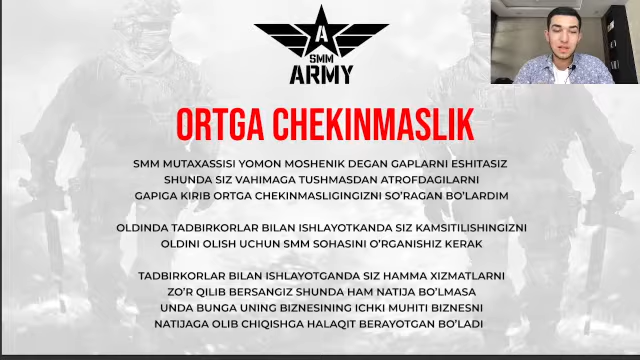 A
SMM
ARMY
ORTGA CHEKINMASLIK
SMM MUTAXASSISI YOMON MOSHENIK DEGAN GAPLARNI ESHITASIZ
SHUNDA SIZ VAHIMAGA TUSHMASDAN ATROFDAGILARNI
GAPIGA KIRIB ORTGA CHEKINMASLIGINGIZNI SO'RAGAN BO'LARDIM
OLDINDA TADBIRKORLAR BILAN ISHLAYOTKANDA SIZ KAMSITILISHINGIZNI
OLDINI OLISH UCHUN SMM SOHASINI O'RGANISHIZ KERAK
TADBIRKORLAR BILAN ISHLAYOTGANDA SIZ HAMMA XIZMATLARNI
ZO'R QILIB BERSANGIZ SHUNDA HAM NATIJA BO'LMASA
UNDA BUNGA UNING BIZNESINING ICHKI MUHITI BIZNESNI
NATIJAGA OLIB CHIQISHGA HALAQIT BERAYOTGAN BO'LADI